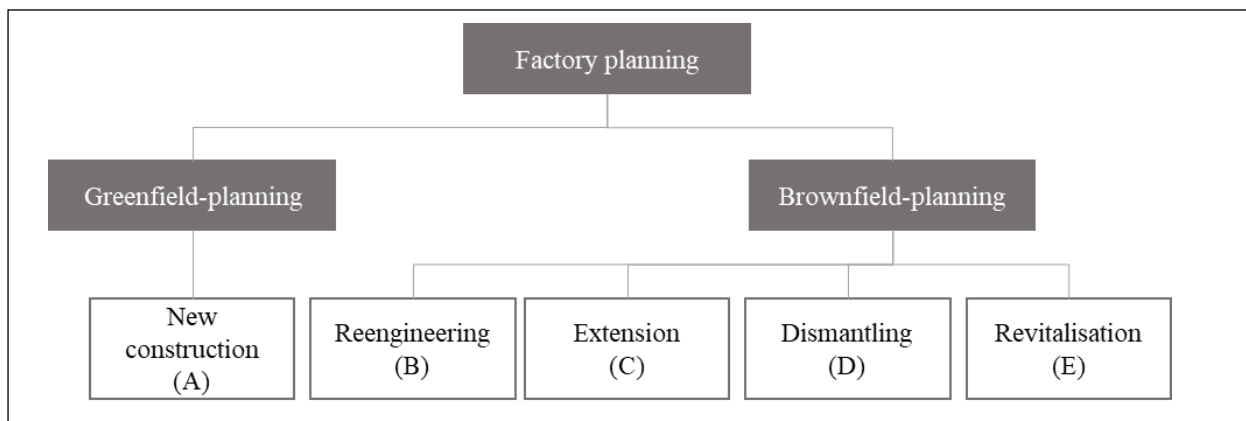 Factory planning
Greenfield-planning
Brownfield-planning
New
construction
(A)
Reengineering
(B)
Extension
(C)
Dismantling
(D)
Revitalisation
(E)